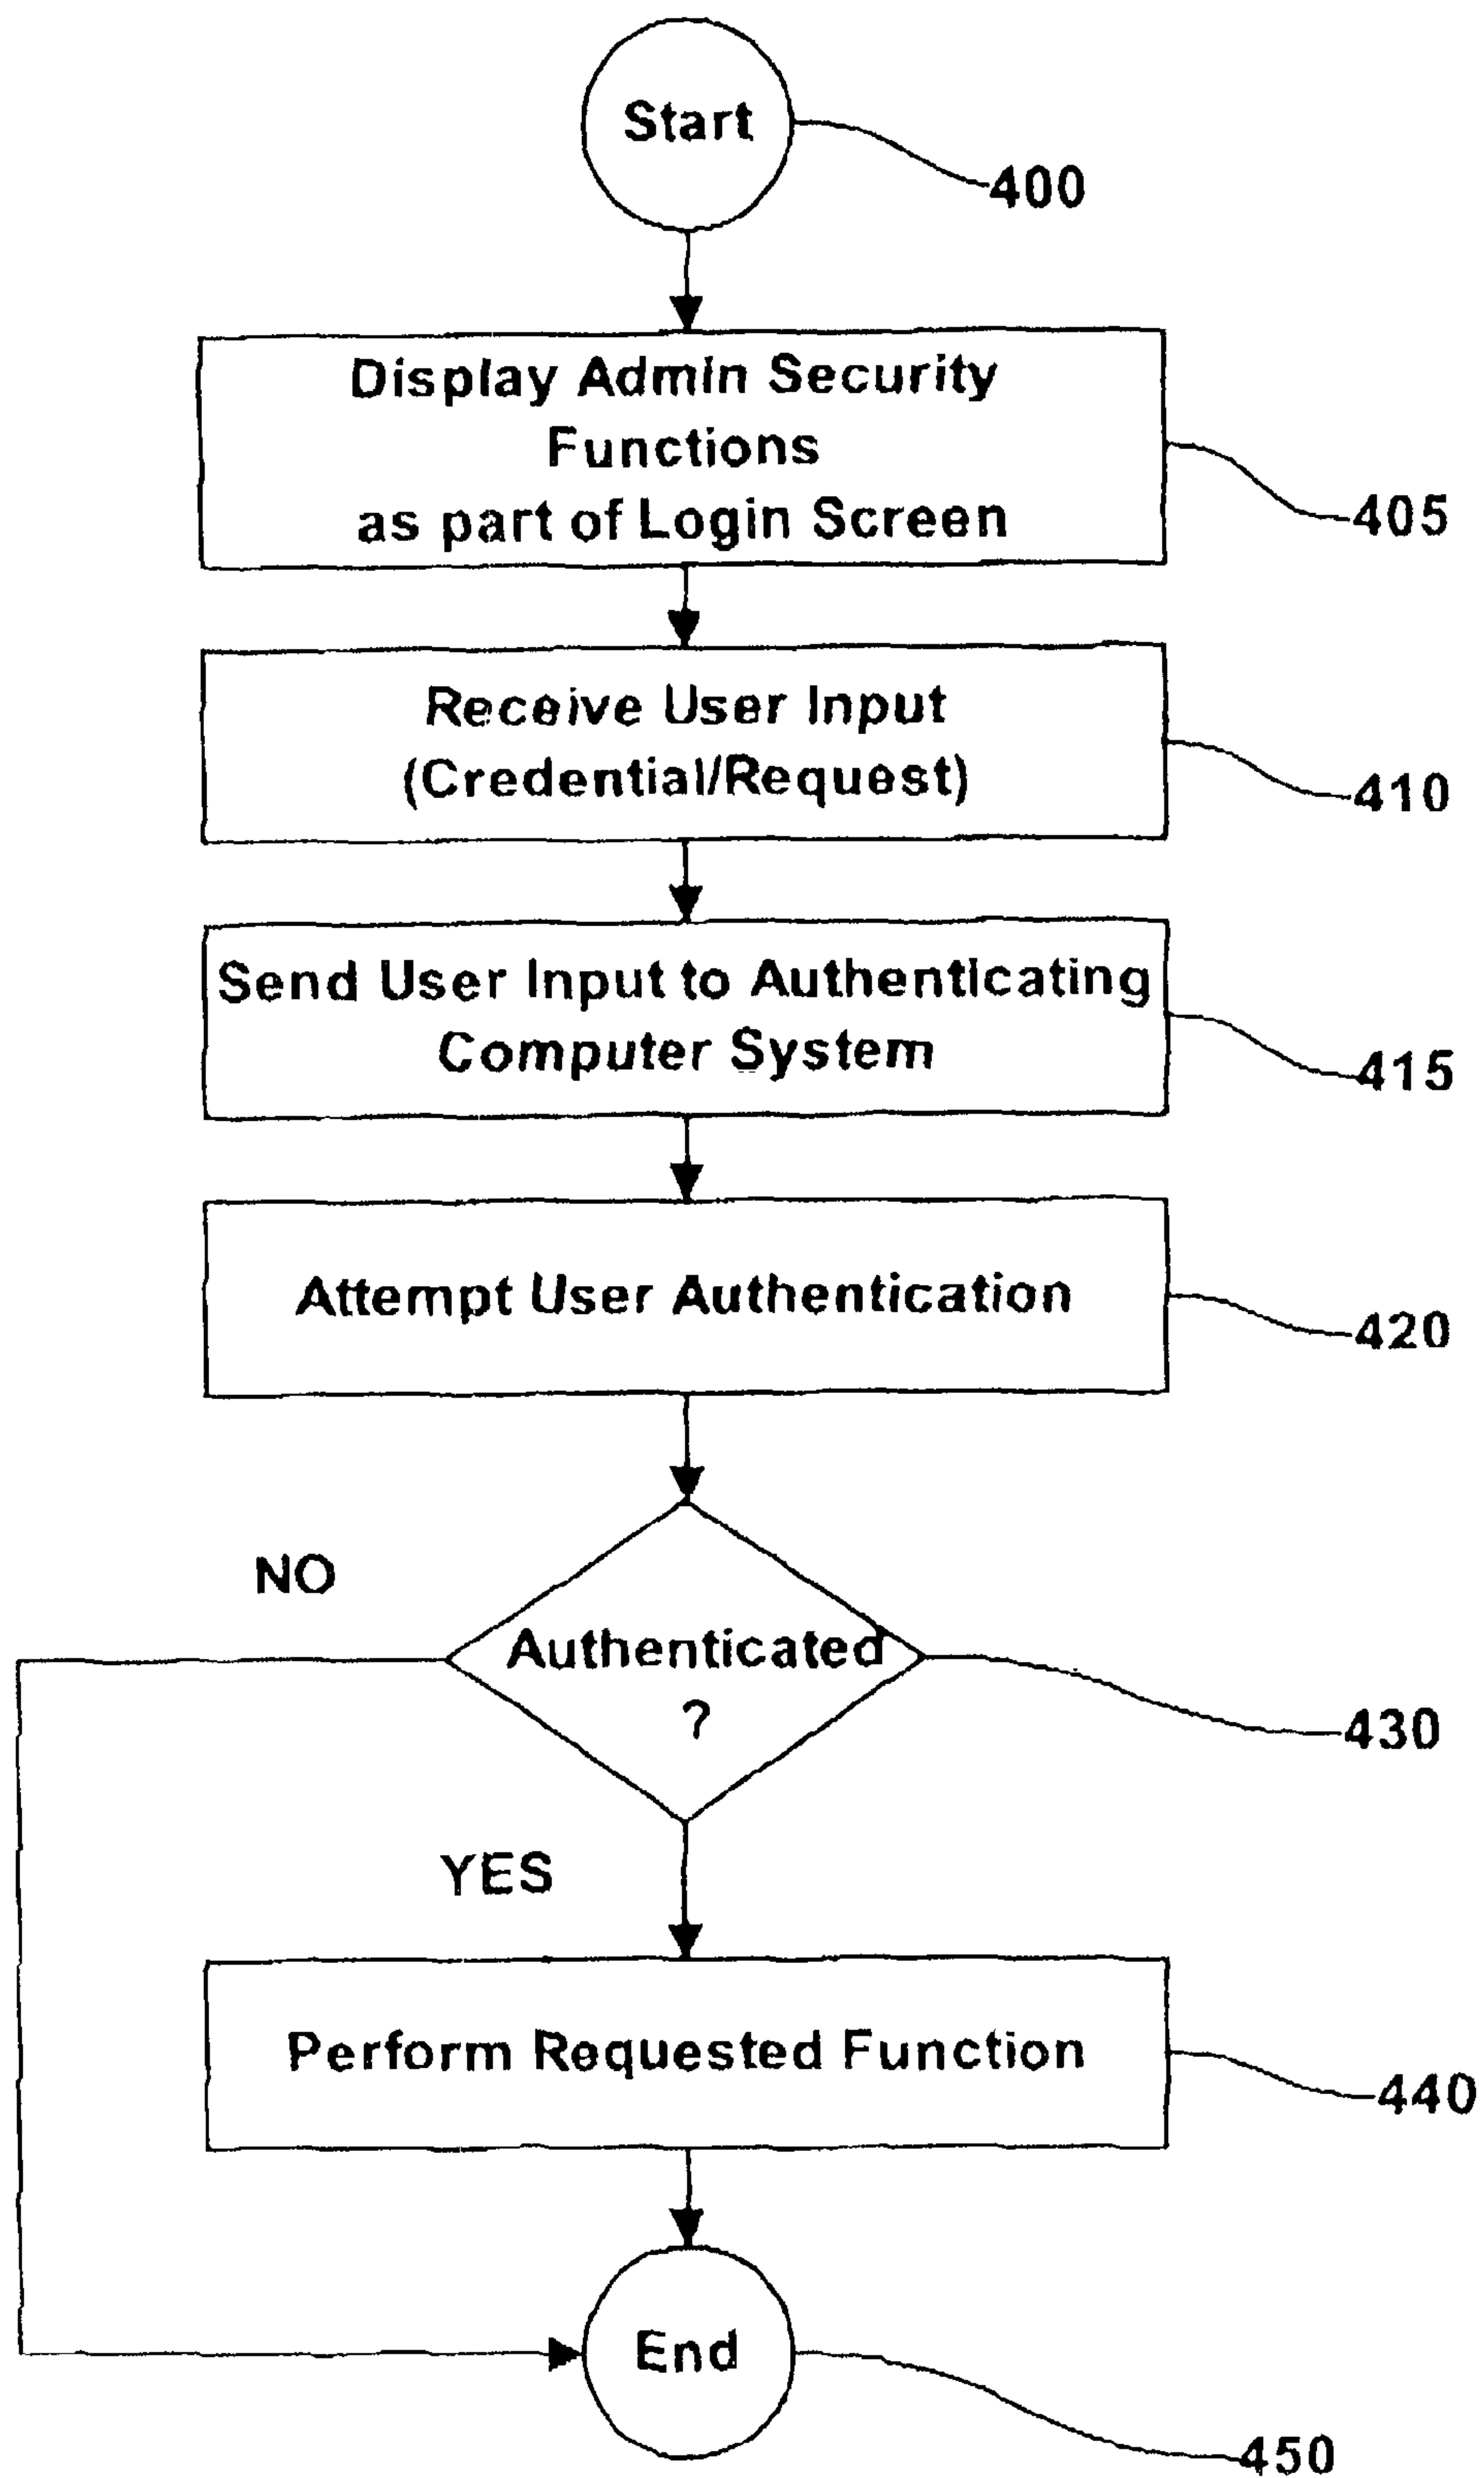 Start
400
Display Admin Security
Functions
as part of Login Screen
405
Receive User Input
(Credential/Request)
410
Send User Input to Authenticating
Computer System
415
Attempt User Authentication
420
NO
Authenticated
?
430
YES
Perform Requested Function
440
End
450